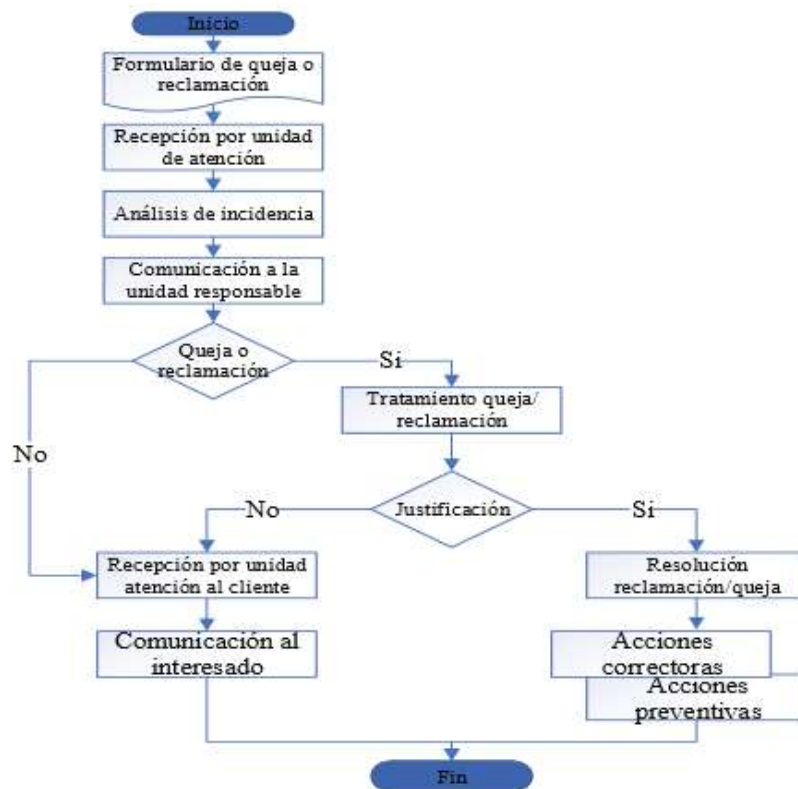 Inicio
Formulario de queja o
reclamación
Recepción por unidad
de atención
Análisis de incidencia
Comunicación a la
unidad responsable
Queja o
reclamación
Si
Tratamiento queja/
reclamación
No
Justificación
No
Si
Recepción por unidad
atención al cliente
Resolución
reclamación/queja
Comunicación al
interesado
Acciones
correctoras
Acciones
preventivas
Fin